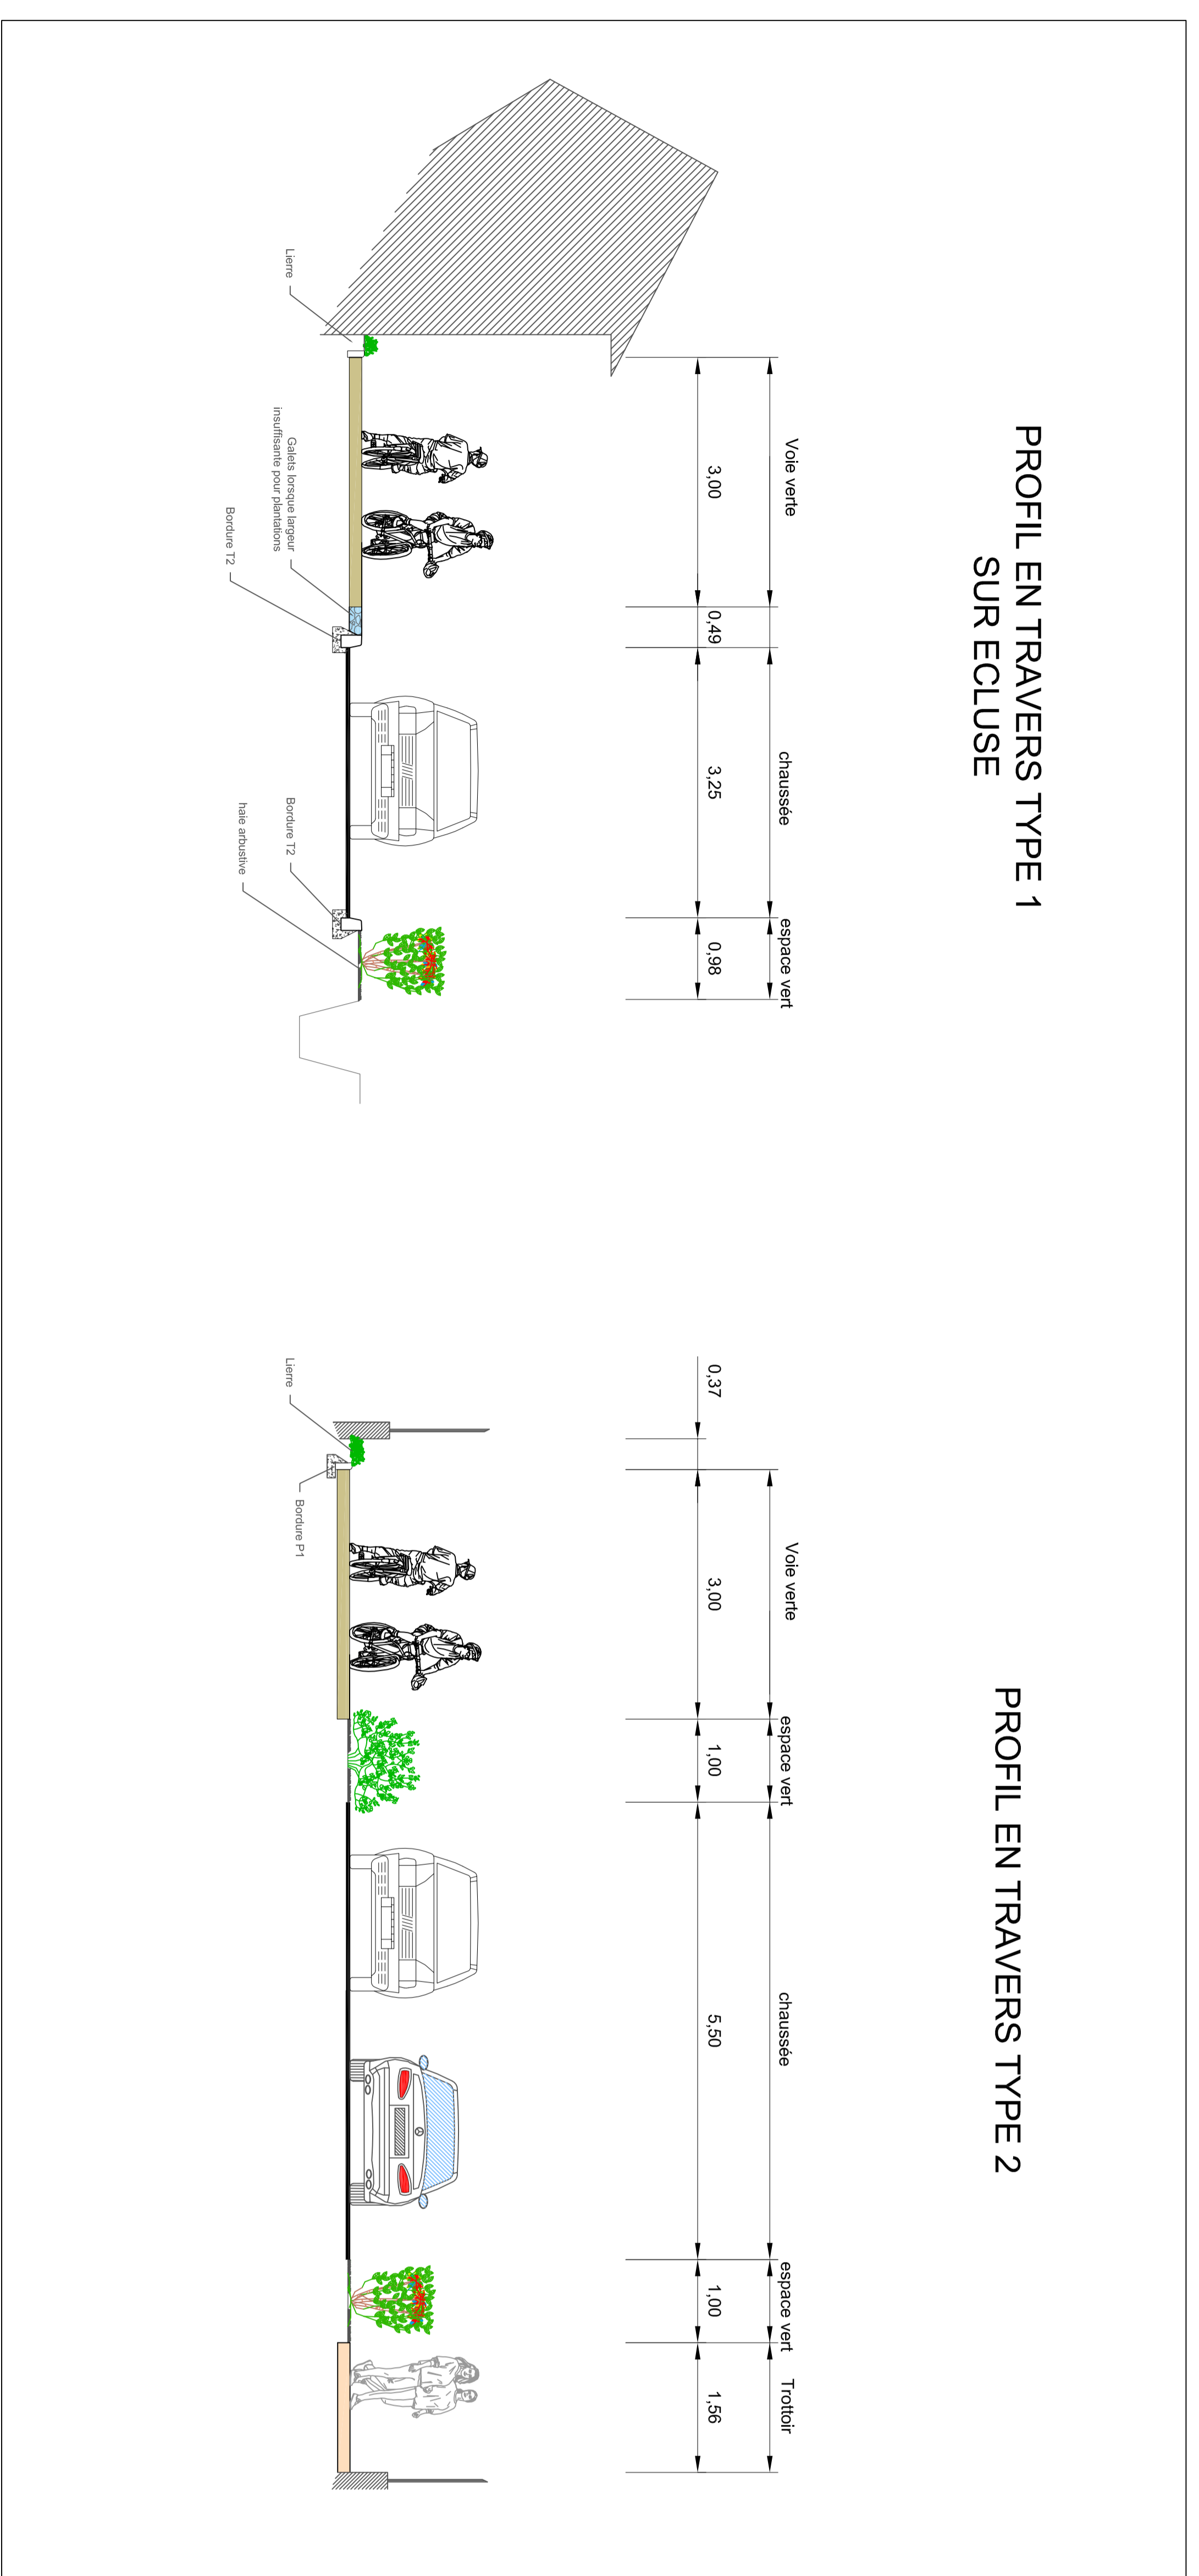 PROFIL EN TRAVERS TYPE 1
SUR ECLUSE
Voie verte
chaussée
espace vert
3,00
0,49
3,25
0,98
Lierre
Galets lorsque largeur
insuffisante pour plantations
Bordure T2
Bordure T2
haie arbustive
PROFIL EN TRAVERS TYPE 2
Voie verte
espace vert
chaussée
espace vert
Trottoir
0,37
3,00
1,00
5,50
1,00
1,56
Lierre
Bordure P1